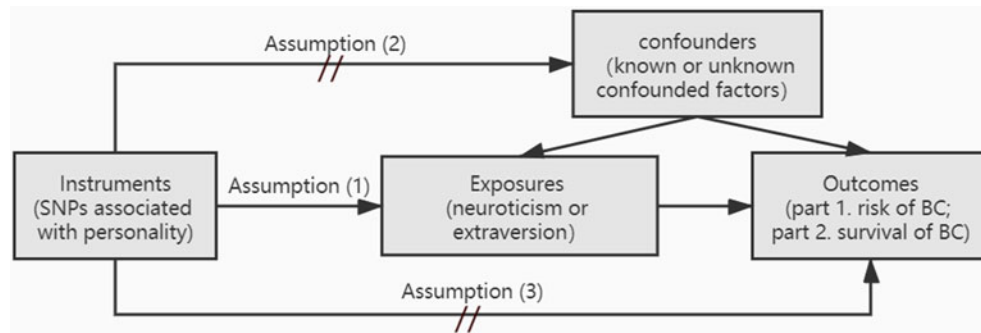 Assumption (2)
confounders
(known or unknown
confounded factors)
Instruments
(SNPs associated
with personality)
Assumption (1)
Exposures
(neuroticism or
extraversion)
Outcomes
(part 1. risk of BC;
part 2. survival of BC)
Assumption (3)